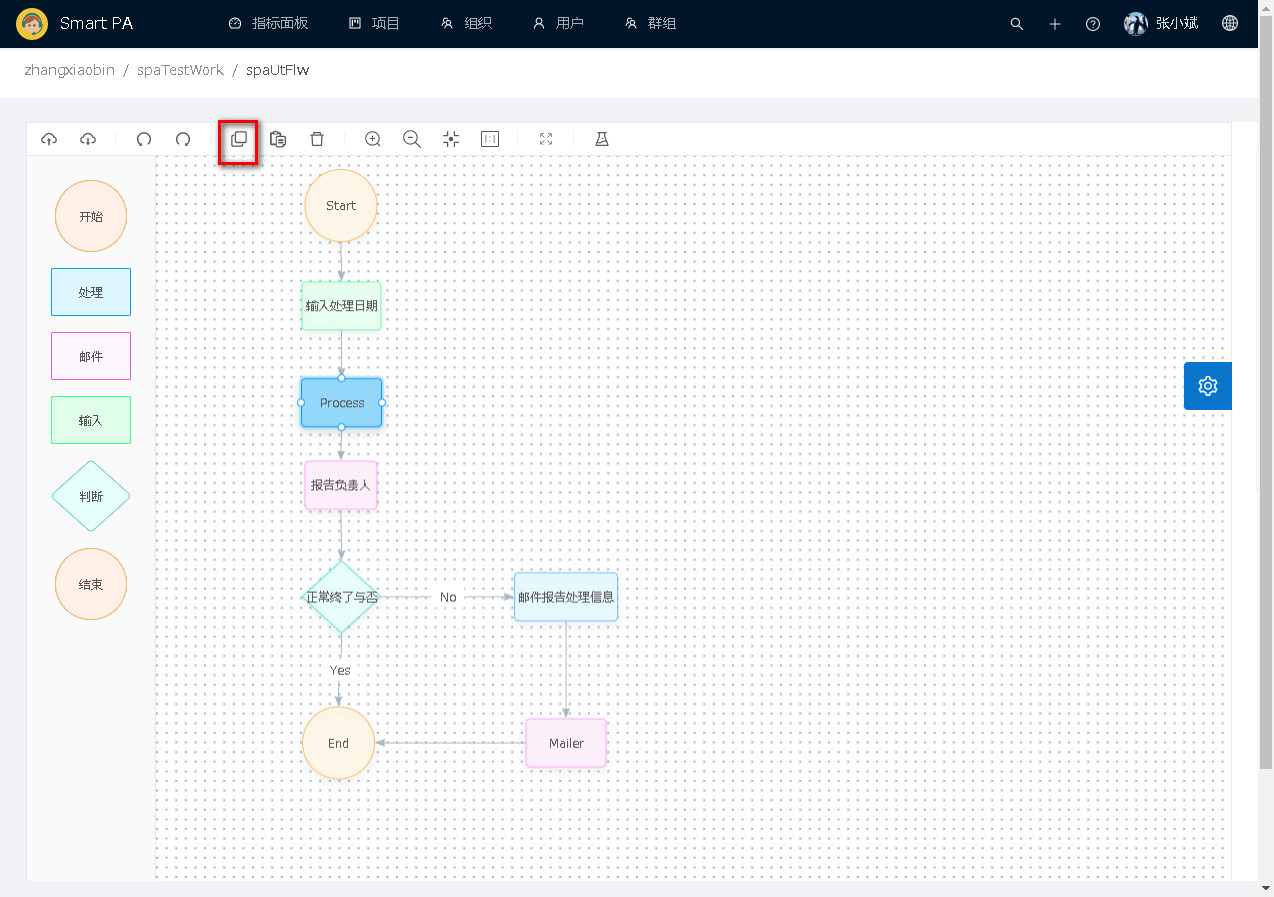 Smart PA
指标面板
项目
组织
用户
群组
张小斌
zhangxiaobin / spaTestWork / spaUtFlw
开始
处理
邮件
输入
判断
结束
Start
输入处理日期
Process
报告负责人
正常终了与否
No
邮件报告处理信息
Yes
End
Mailer